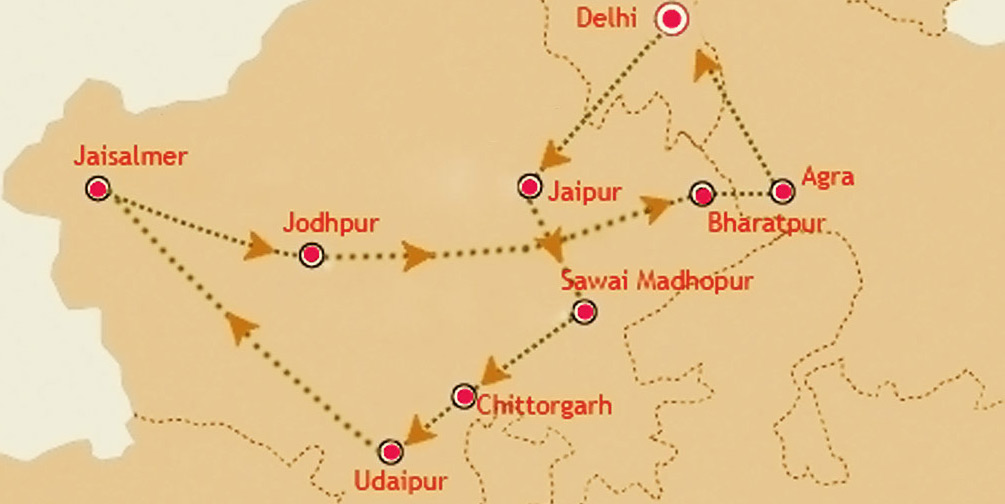 Delhi
Jaisalmer
Jaipur
Agra
Jodhpur
Bharatpur
Sawai Madhopur
Chittorgarh
Udaipur